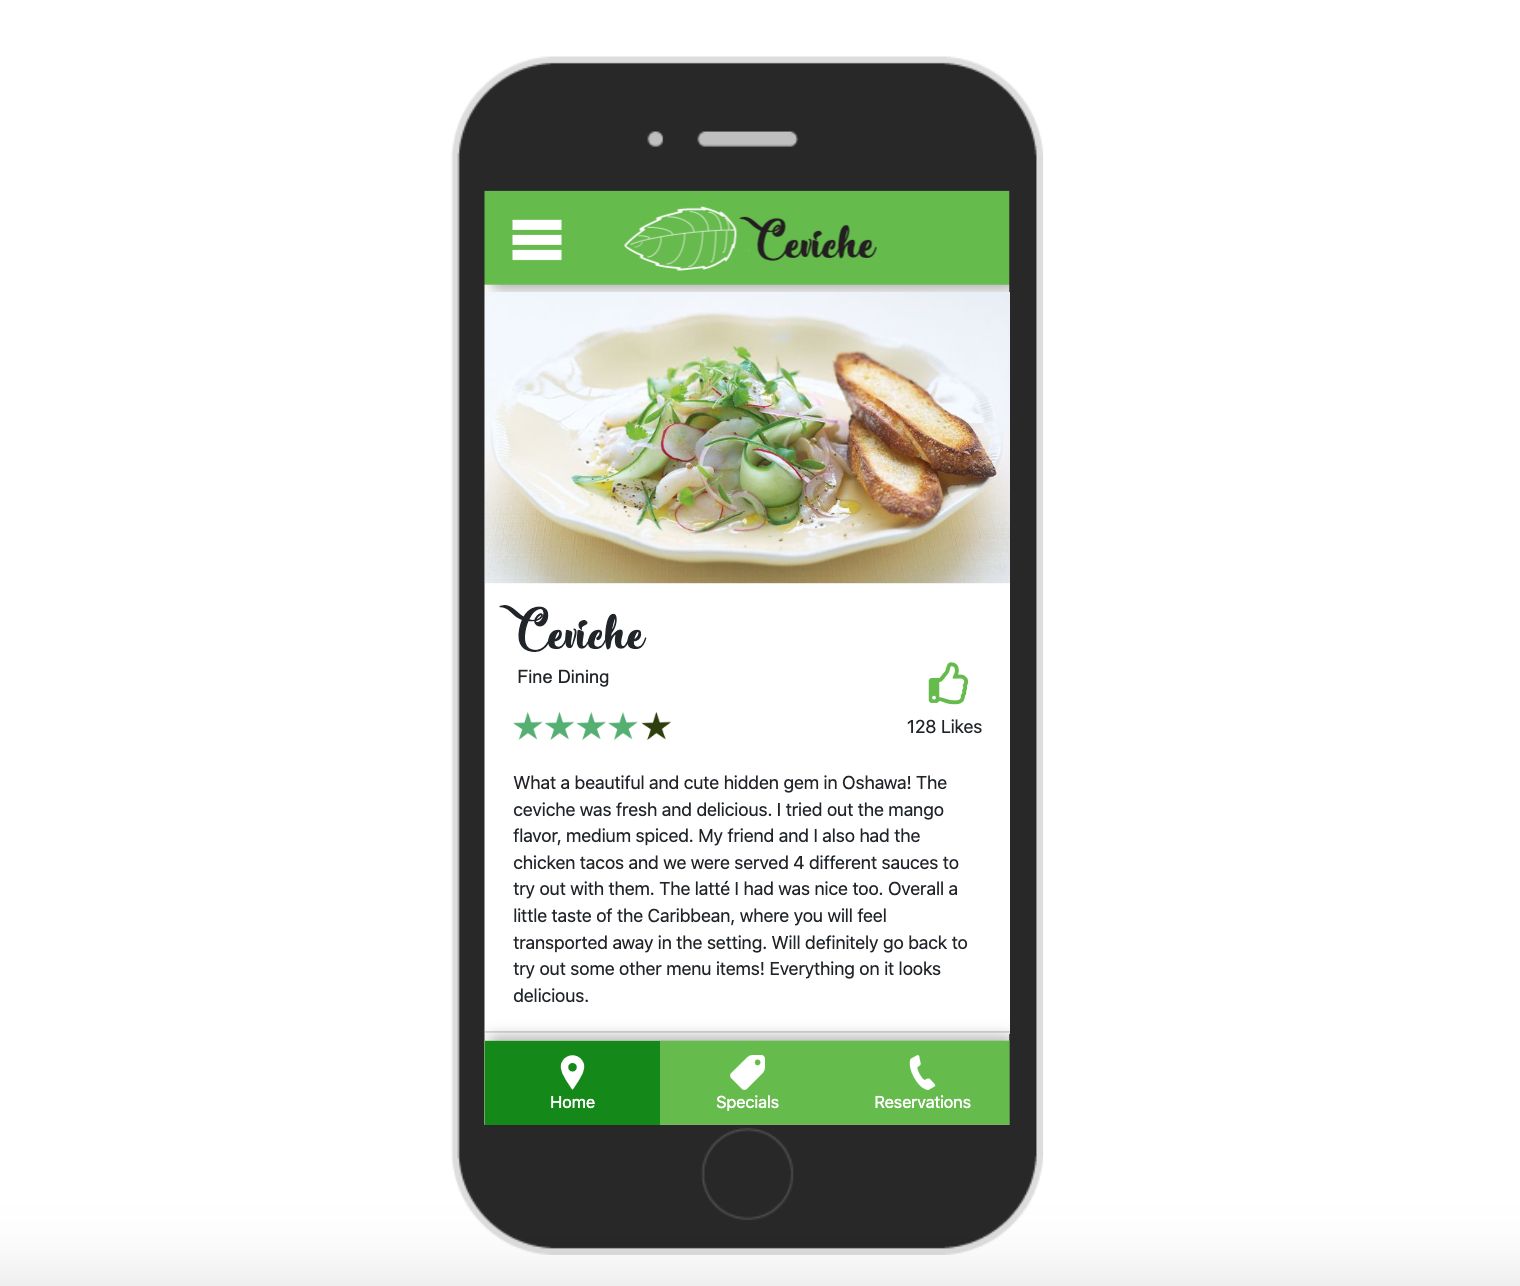 Ceviche
Ceviche
Fine Dining
128 Likes
What a beautiful and cute hidden gem in Oshawa! The
ceviche was fresh and delicious. I tried out the mango
flavor, medium spiced. My friend and I also had the
chicken tacos and we were served 4 different sauces to
try out with them. The latté I had was nice too. Overall a
little taste of the Caribbean, where you will feel
transported away in the setting. Will definitely go back to
try out some other menu items! Everything on it looks
delicious.
Home
Specials
Reservations